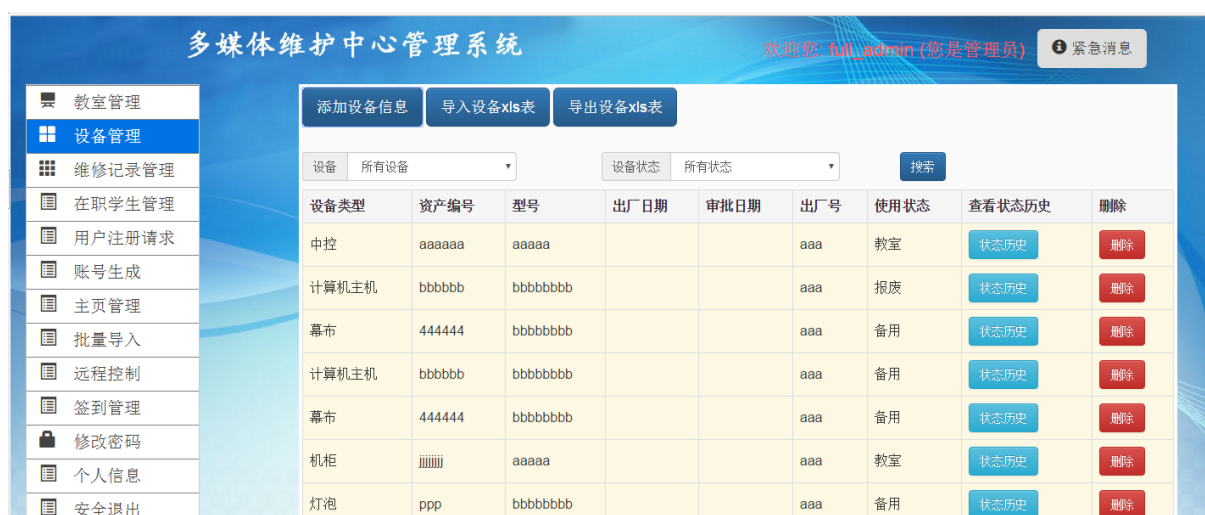 多媒体维护中心管理系统
欢迎您: full_admin (您是管理员)
紧急消息
教室管理
设备管理
维修记录管理
在职学生管理
用户注册请求
账号生成
主页管理
批量导入
远程控制
签到管理
修改密码
个人信息
安全退出
添加设备信息 导入设备xls表 导出设备xls表
设备 所有设备 设备状态 所有状态 搜索
设备类型 资产编号 型号 出厂日期 审批日期 出厂号 使用状态 查看状态历史 删除
中控 aaaaaa aaaaa aaa 教室 状态历史 删除
计算机主机 bbbbbb bbbbbbbb aaa 报废 状态历史 删除
幕布 444444 bbbbbbbb aaa 备用 状态历史 删除
计算机主机 bbbbbb bbbbbbbb aaa 备用 状态历史 删除
幕布 444444 bbbbbbbb aaa 备用 状态历史 删除
机柜 jjjjjjjj aaaaa aaa 教室 状态历史 删除
灯泡 ppp bbbbbbbb aaa 备用 状态历史 删除